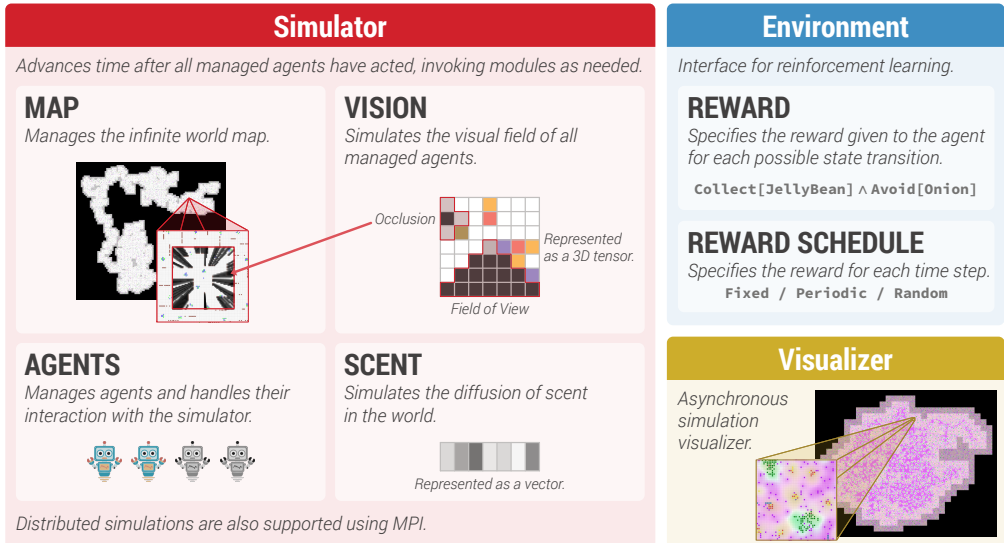 Simulator
Advances time after all managed agents have acted, invoking modules as needed.
MAP
Manages the infinite world map.
VISION
Simulates the visual field of all
managed agents.
Occlusion
Represented
as a 3D tensor.
Field of View
AGENTS
Manages agents and handles their
interaction with the simulator.
SCENT
Simulates the diffusion of scent
in the world.
Represented as a vector.
Distributed simulations are also supported using MPI.
Environment
Interface for reinforcement learning.
REWARD
Specifies the reward given to the agent
for each possible state transition.
Collect[JellyBean] ∧ Avoid[Onion]
REWARD SCHEDULE
Specifies the reward for each time step.
Fixed / Periodic / Random
Visualizer
Asynchronous
simulation
visualizer.